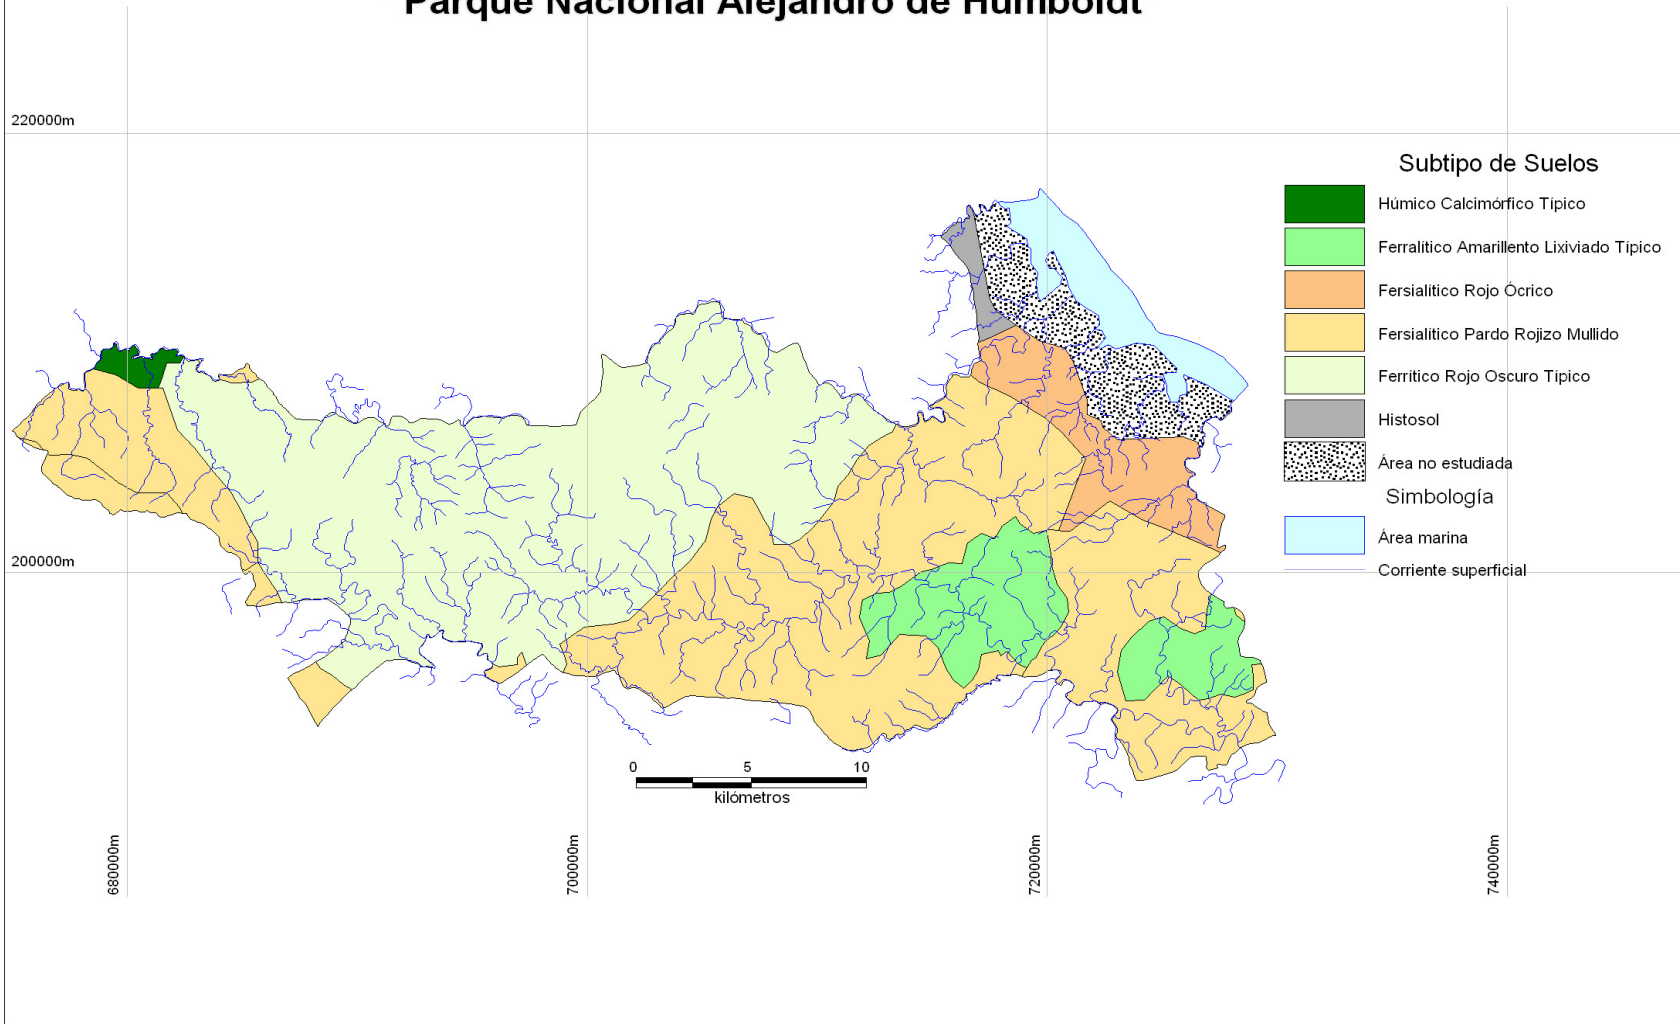 "Parque Nacional Alejandro de Humboldt"
220000m
Subtipo de Suelos
Húmico Calcimórfico Típico
Ferralítico Amarillento Lixiviado Típico
Fersialítico Rojo Ócrico
Fersialítico Pardo Rojizo Mullido
Ferrítico Rojo Oscuro Típico
Histosol
Área no estudiada
Simbología
Área marina
200000m
Corriente superficial
0 5 10
kilómetros
680000m
700000m
720000m
740000m